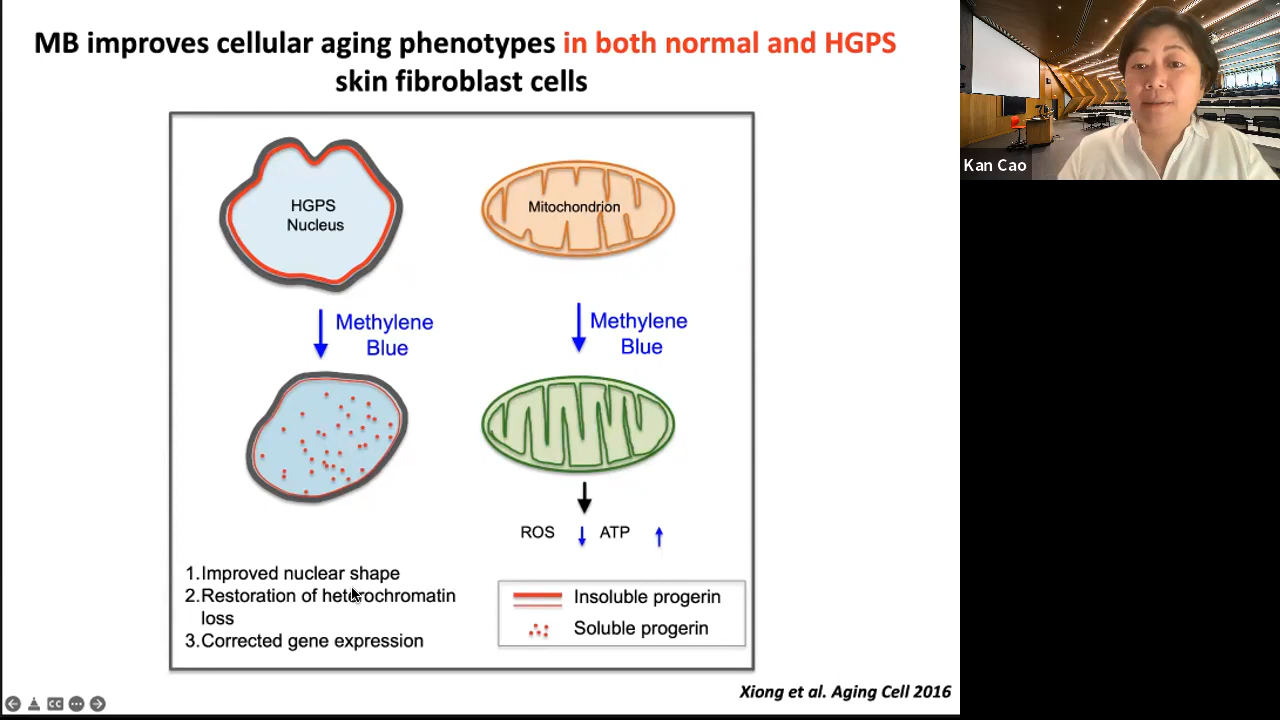 MB improves cellular aging phenotypes in both normal and HGPS
skin fibroblast cells
Kan Cao
HGPS
Nucleus
Mitochondrion
Methylene
Blue
Methylene
Blue
ROS ATP
1.Improved nuclear shape
2.Restoration of heterochromatin
loss
3.Corrected gene expression
Insoluble progerin
Soluble progerin
Xiong et al. Aging Cell 2016
CC